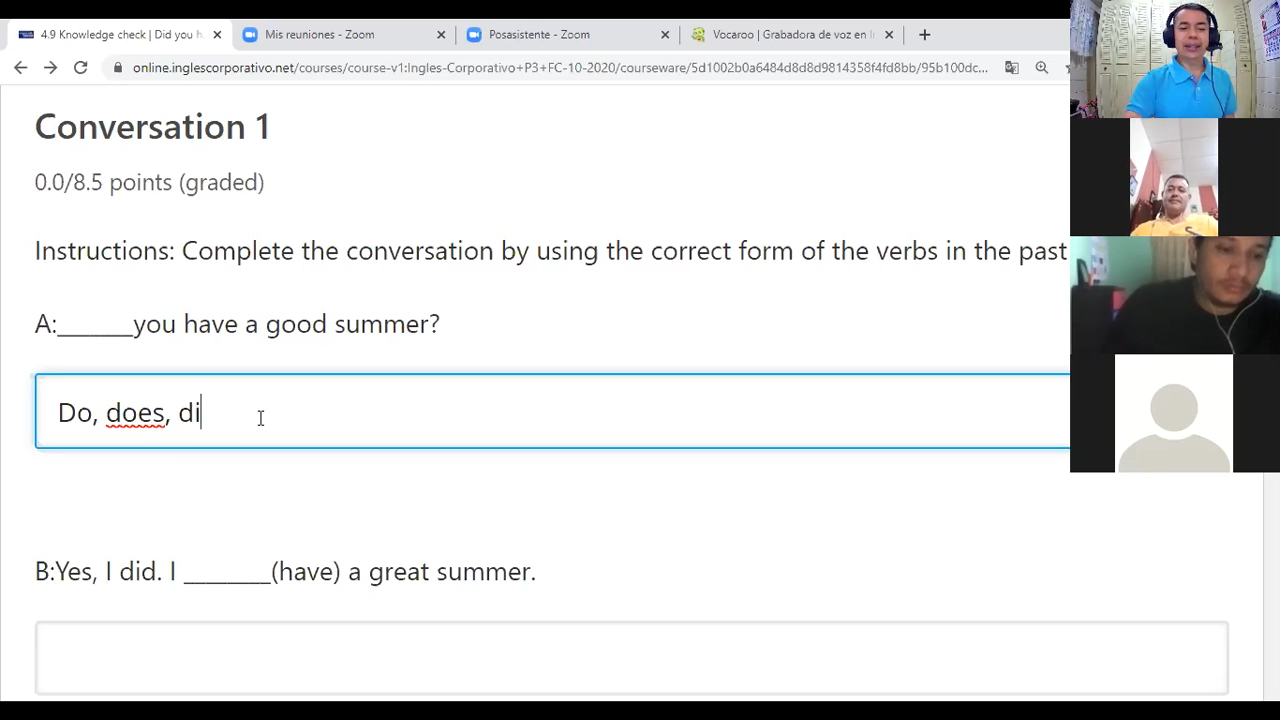 4.9 Knowledge check | Did you h
Mis reuniones - Zoom
Posasistente - Zoom
Vocaroo | Grabadora de voz en
online.inglescorporativo.net/courses/course-v1:
+P3+FC-10-2020/courseware/5d1002b0a6484d8d8d9814358f4fd8bb/95b100dc...
Conversation 1
0.0/8.5 points (graded)
Instructions: Complete the conversation by using the correct form of the verbs in the past
A:_______you have a good summer?
Do, does, di
B:Yes, I did. I ________(have) a great summer.